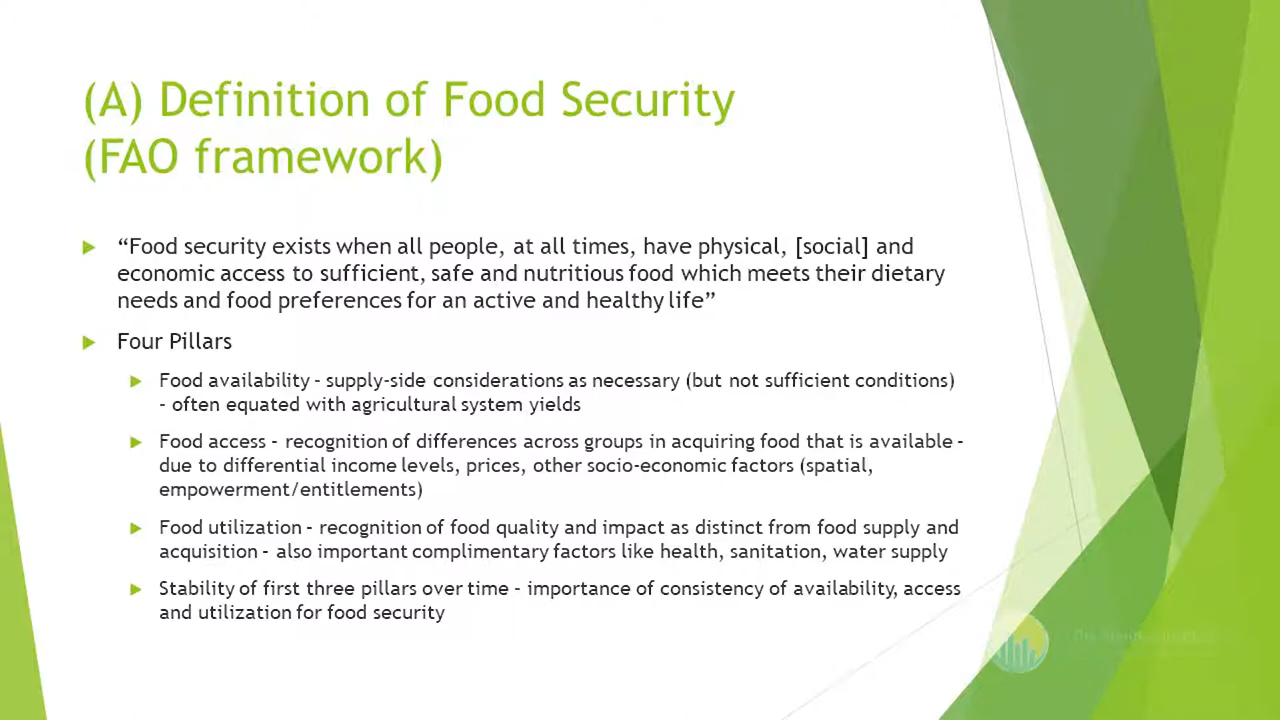 (A) Definition of Food Security
(FAO framework)
“Food security exists when all people, at all times, have physical, [social] and
economic access to sufficient, safe and nutritious food which meets their dietary
needs and food preferences for an active and healthy life”
Four Pillars
Food availability - supply-side considerations as necessary (but not sufficient conditions)
- often equated with agricultural system yields
Food access - recognition of differences across groups in acquiring food that is available -
due to differential income levels, prices, other socio-economic factors (spatial,
empowerment/entitlements)
Food utilization - recognition of food quality and impact as distinct from food supply and
acquisition - also important complimentary factors like health, sanitation, water supply
Stability of first three pillars over time - importance of consistency of availability, access
and utilization for food security